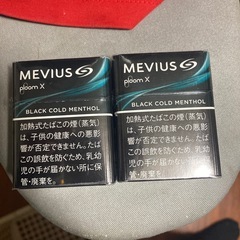 MEVIUS
ploom X
BLACK COLD MENTHOL
加熱式たばこの煙(蒸気)
は、子供の健康への悪影
響が否定できません。た
ばこの誤飲を防ぐため、乳幼
児の手が届かない所に保
管・廃棄を。
MEVIUS
ploom X
BLACK COLD MENTHOL
加熱式たばこの煙(蒸気)
は、子供の健康への悪影
響が否定できません。た
ばこの誤飲を防ぐため、乳幼
児の手が届かない所に保
管・廃棄を。